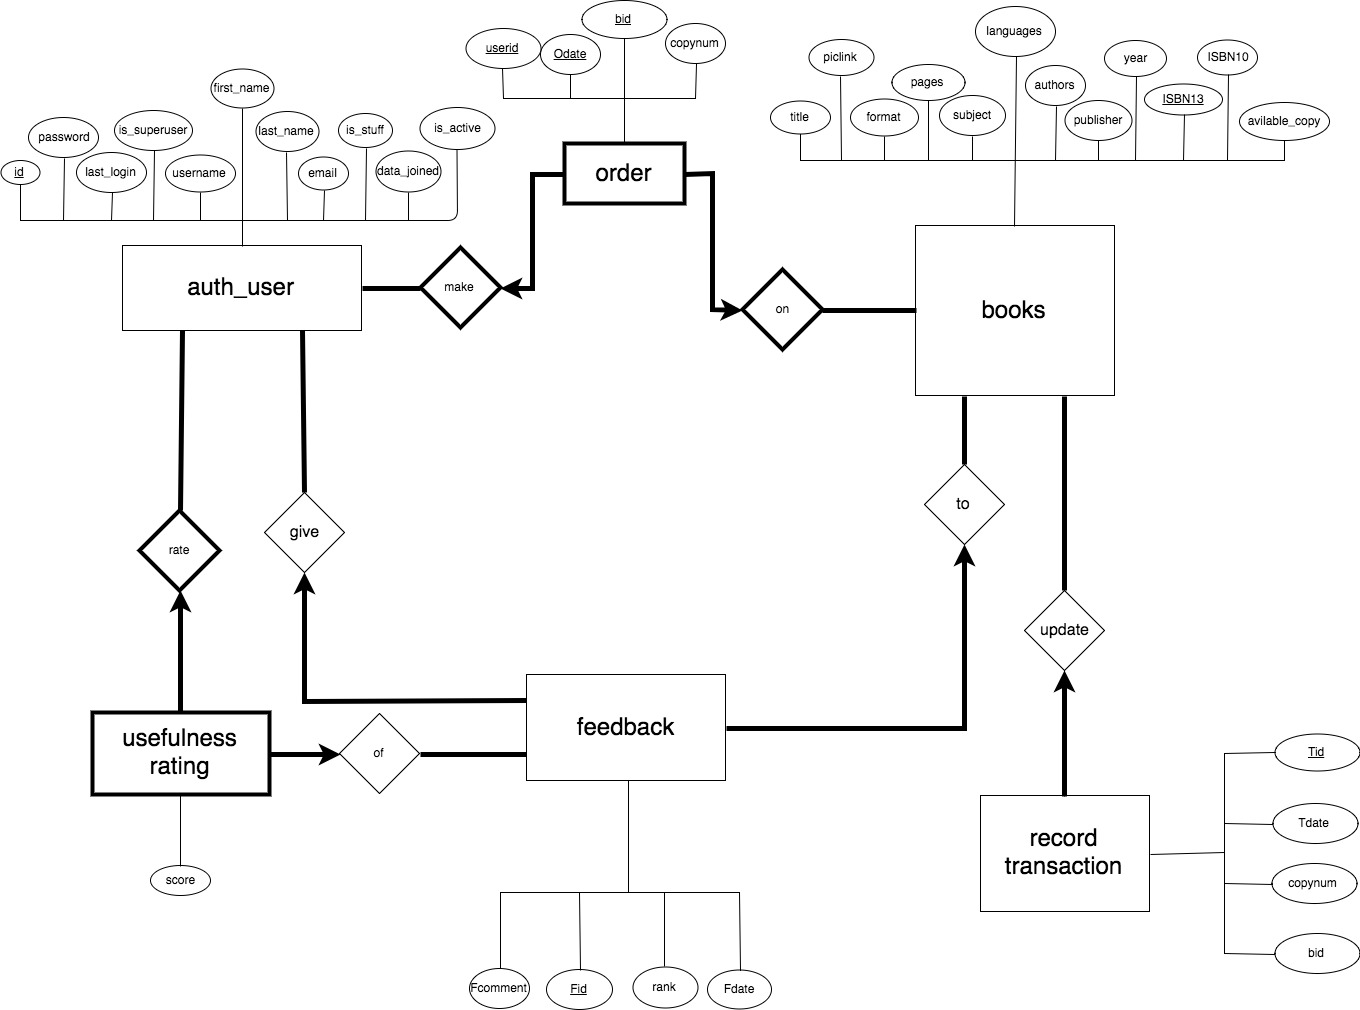 bid
userid
Odate
copynum
languages
piclink
year
ISBN10
pages
authors
ISBN13
title
format
subject
publisher
avilable_copy
first_name
password
is_superuser
last_name
is_stuff
is_active
id
last_login
username
email
data_joined
order
auth_user
make
on
books
rate
give
to
update
usefulness
rating
of
feedback
record
transaction
Tid
Tdate
copynum
bid
score
Fcomment
Fid
rank
Fdate